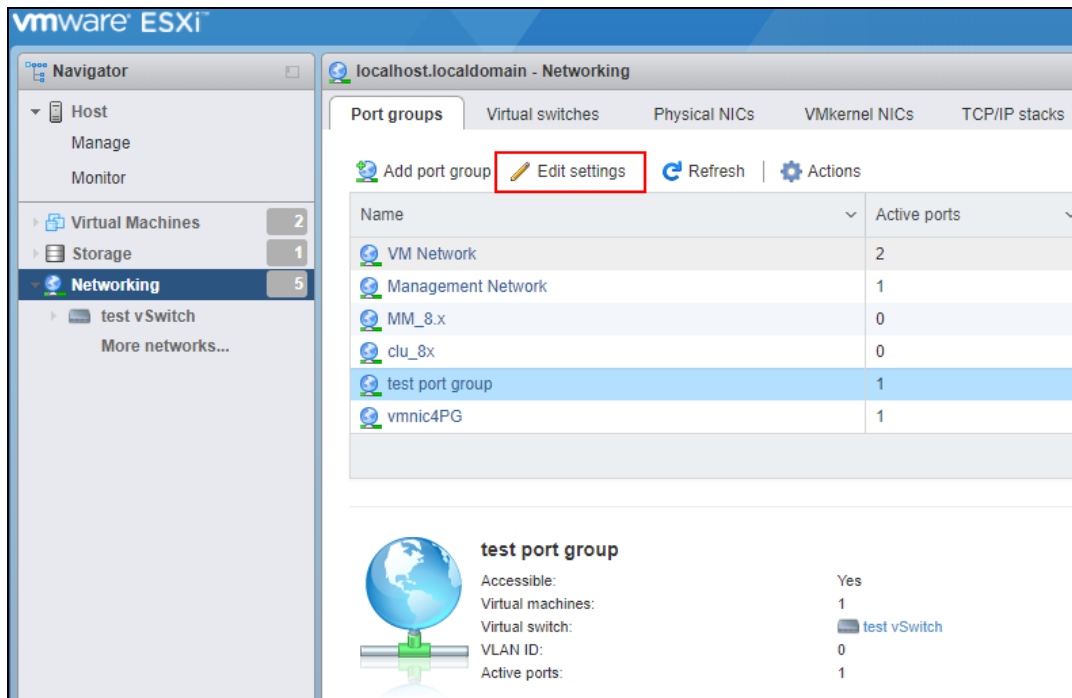 vmware ESXi™
Navigator
Host
Manage
Monitor
Virtual Machines 2
Storage 1
Networking 5
test vSwitch
More networks...
localhost.localdomain - Networking
Port groups Virtual switches Physical NICs VMkernel NICs TCP/IP stacks
Add port group Edit settings Refresh | Actions
Name Active ports
VM Network 2
Management Network 1
MM_8.x 0
clu_8x 0
test port group 1
vmnic4PG 1
test port group
Accessible: Yes
Virtual machines: 1
Virtual switch: test vSwitch
VLAN ID: 0
Active ports: 1